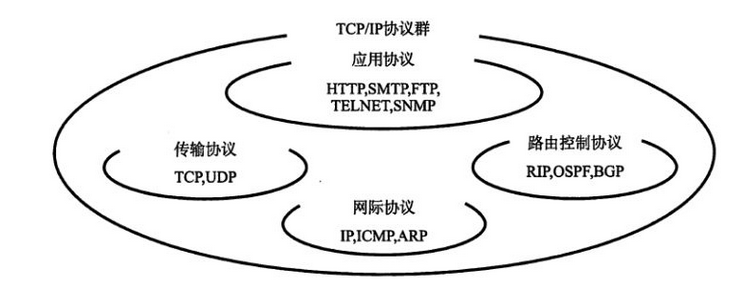 TCP/IP协议群
应用协议
HTTP,SMTP,FTP,
TELNET,SNMP
传输协议
TCP,UDP
路由控制协议
RIP,OSPF,BGP
网际协议
IP,ICMP,ARP